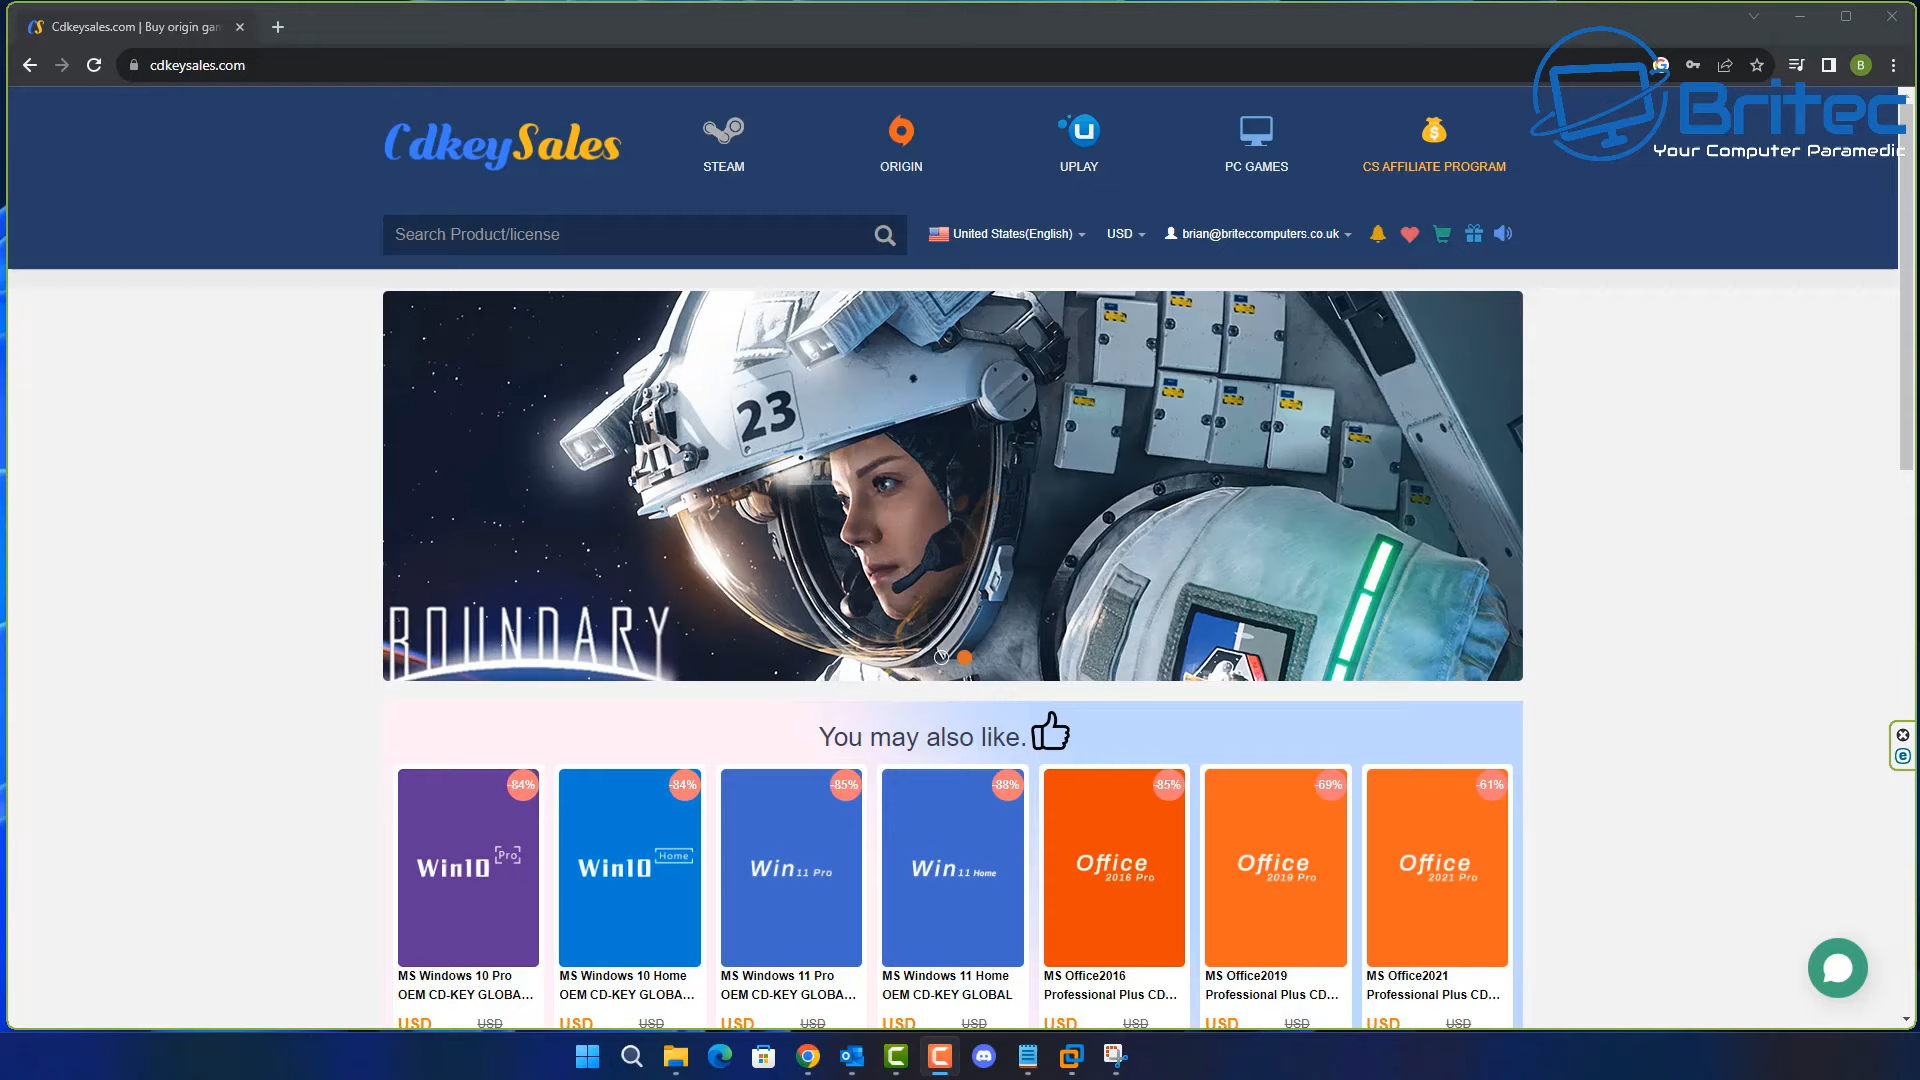 Cdkeysales.com | Buy origin gam
cdkeysales.com
B
Britec
Your Computer Paramedic
CdkeySales
STEAM
ORIGIN
UPLAY
PC GAMES
CS AFFILIATE PROGRAM
Search Product/license
United States(English)
USD
brian@briteccomputers.co.uk
23
BOUNDARY
You may also like.
-84%
-84%
-85%
-88%
-85%
-69%
-61%
Win10 Pro
Win10 Home
Win 11 Pro
Win 11 Home
Office 2016 Pro
Office 2019 Pro
Office 2021 Pro
MS Windows 10 Pro
OEM CD-KEY GLOBA...
MS Windows 10 Home
OEM CD-KEY GLOBA...
MS Windows 11 Pro
OEM CD-KEY GLOBA...
MS Windows 11 Home
OEM CD-KEY GLOBAL
MS Office2016
Professional Plus CD...
MS Office2019
Professional Plus CD...
MS Office2021
Professional Plus CD...
USD USD
USD USD
USD USD
USD USD
USD USD
USD USD
USD USD